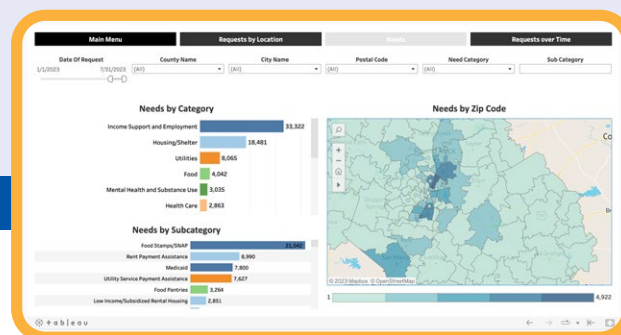 Main Menu
Requests by Location
Needs
Requests over Time
Date Of Request
County Name
City Name
Postal Code
Need Category
Sub Category
1/1/2023
7/31/2023
(All)
(All)
(All)
(All)
Needs by Category
Income Support and Employment 33,322
Housing/Shelter 18,481
Utilities 8,065
Food 4,042
Mental Health and Substance Use 3,035
Health Care 2,863
Needs by Subcategory
Food Stamps/SNAP 21,042
Rent Payment Assistance 8,990
Medicaid 7,800
Utility Service Payment Assistance 7,627
Food Pantries 3,264
Low Income/Subsidized Rental Housing 2,851
Needs by Zip Code
Co
Br
© 2023 Mapbox © OpenStreetMap
1
4,922
+ableau